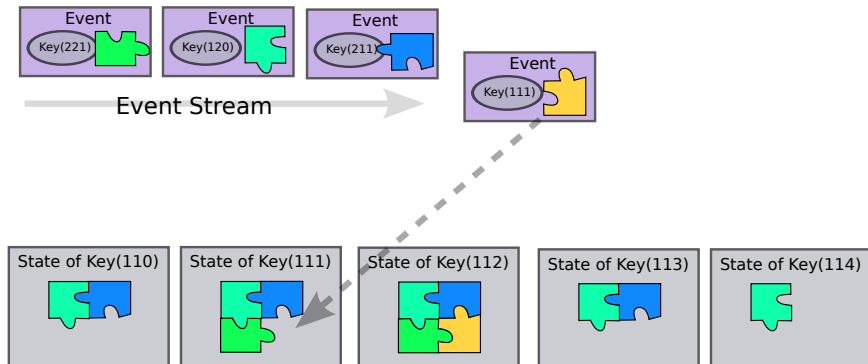 Event
Key(221)
Event
Key(120)
Event
Key(211)
Event
Key(111)
Event Stream
State of Key(110)
State of Key(111)
State of Key(112)
State of Key(113)
State of Key(114)